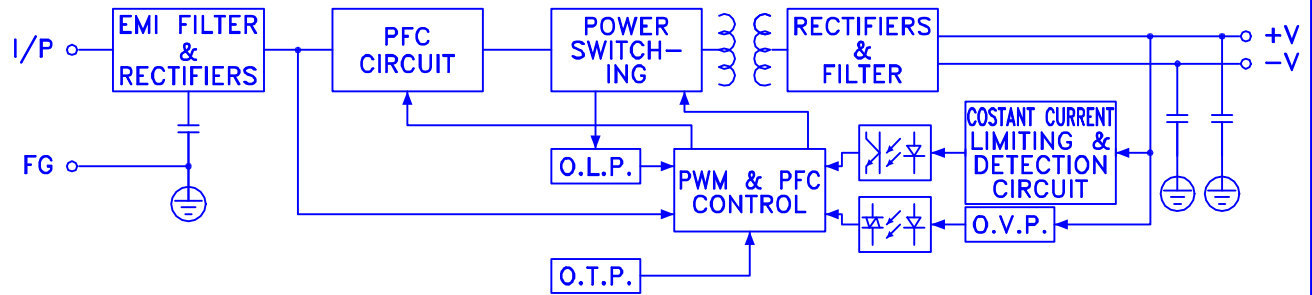 I/P
EMI FILTER
&
RECTIFIERS
PFC
CIRCUIT
POWER
SWITCH-
ING
RECTIFIERS
&
FILTER
+V
-V
FG
O.L.P.
PWM & PFC
CONTROL
COSTANT CURRENT
LIMITING &
DETECTION
CIRCUIT
O.V.P.
O.T.P.